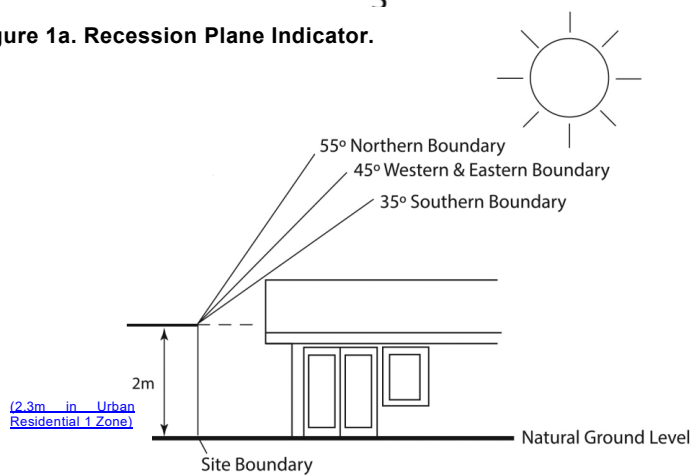 gure 1a. Recession Plane Indicator.
55º Northern Boundary
45º Western & Eastern Boundary
35º Southern Boundary
2m
(2.3m in Urban
Residential 1 Zone)
Natural Ground Level
Site Boundary